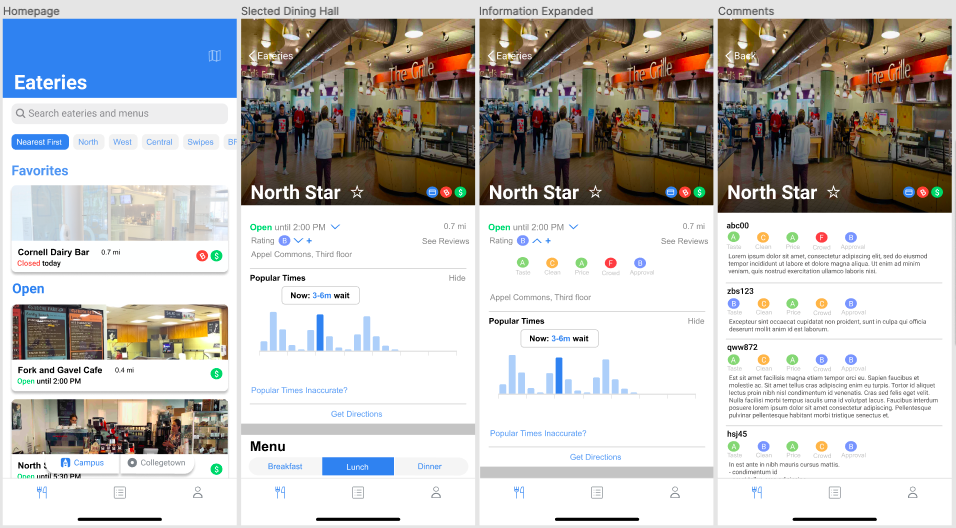 Homepage
Eateries
Search eateries and menus
Nearest First
North
West
Central
Swipes
Favorites
Cornell Dairy Bar
0.7 mi
Closed today
B
$
Open
Fork and Gavel Cafe
0.4 mi
Open until 2:00 PM
$
North S
Open until 5:30 PM
$
Campus
Collegetown
Slected Dining Hall
Eateries
The Grille
North Star
B
$
Open until 2:00 PM
0.7 mi
Rating B
See Reviews
Appel Commons, Third floor
Popular Times
Hide
Now: 3-6m wait
Popular Times Inaccurate?
Get Directions
Menu
Breakfast
Lunch
Dinner
Information Expanded
Eateries
The Grille
North Star
B
$
Open until 2:00 PM
0.7 mi
Rating B
See Reviews
A C A F B
Taste Clean Price Crowd Approval
Appel Commons, Third floor
Popular Times
Hide
Now: 3-6m wait
Popular Times Inaccurate?
Get Directions
Comments
Back
The Grille
North Star
B
$
abc00
A C A F B
Taste Clean Price Crowd Approval
Lorem ipsum dolor sit amet, consectetur adipiscing elit, sed do eiusmod
tempor incididunt ut labore et dolore magna aliqua. Ut enim ad minim
veniam, quis nostrud exercitation ullamco laboris nisi.
zbs123
B C A C B
Taste Clean Price Crowd Approval
Excepteur sint occaecat cupidatat non proident, sunt in culpa qui officia
deserunt mollit anim id est laborum.
qww872
A C A B B
Taste Clean Price Crowd Approval
Est sit amet facilisis magna etiam tempor orci eu. Sapien faucibus et
molestie ac. Sit amet tellus cras adipiscing enim eu turpis. Tortor id aliquet
lectus proin nibh nisl condimentum id venenatis. Cras sed felis eget velit.
Nulla facilisi morbi tempus iaculis urna id volutpat lacus. Faucibus interdum
posuere lorem ipsum dolor sit amet consectetur adipiscing. Pellentesque
pulvinar pellentesque habitant morbi tristique senectus et.
hsj45
A B A C B
Taste Clean Price Crowd Approval
In est ante in nibh mauris cursus mattis.
- condimentum id